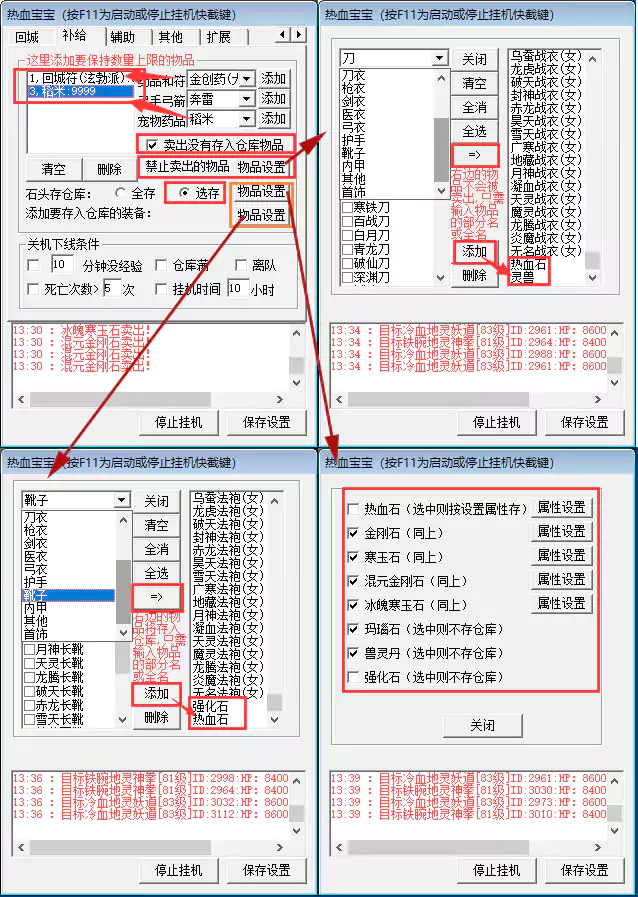 热血宝宝（按F11为启动或停止挂机快截键）
回城 补给 辅助 其他 扩展
这里添加要保持数量上限的物品
1,回城符(泫勃派):
3,稻米:9999
药品和符 金创药(大 添加
弓手弓箭 奔雷 添加
宠物药品 稻米 添加
卖出没有存入仓库物品
清空 删除 禁止卖出的物品 物品设置
石头存仓库: 全存 选存 物品设置
添加要存入仓库的装备: 物品设置
关机下线条件
10 分钟没经验 仓库满 离队
死亡次数> 5 次 挂机时间 10 小时
13:30 : 冰魄寒玉石卖出!
13:30 : 混元金刚石卖出!
13:30 : 混元金刚石卖出!
13:30 : 混元金刚石卖出!
停止挂机 保存设置
热血宝宝（按F11为启动或停止挂机快截键）
刀
刀衣
枪衣
剑衣
医衣
弓衣
护手
靴子
内甲
其他
首饰
寒铁刀
百战刀
白月刀
青龙刀
破仙刀
深渊刀
关闭
清空
全消
全选
=>
右边的物
品不会被
卖出,只需
输入物品
的部分名
或全名
添加
删除
乌蚕战衣(女)
龙虎战衣(女)
破天战衣(女)
封神战衣(女)
赤龙战衣(女)
昊天战衣(女)
雪天战衣(女)
广寒战衣(女)
地藏战衣(女)
月神战衣(女)
凝血战衣(女)
天灵战衣(女)
魔灵战衣(女)
龙腾战衣(女)
炎魔战衣(女)
无名战衣(女)
热血石
灵兽
13:34 : 目标冷血地灵妖道[83级]ID:2961:HP: 8600
13:34 : 目标铁腕地灵神拳[81级]ID:2964:HP: 8400
13:34 : 目标冷血地灵妖道[83级]ID:2988:HP: 8600
13:34 : 目标冷血地灵妖道[83级]ID:2961:HP: 8600
停止挂机 保存设置
热血宝宝（按F11为启动或停止挂机快截键）
靴子
刀衣
枪衣
剑衣
医衣
弓衣
护手
靴子
内甲
其他
首饰
月神长靴
天灵长靴
龙腾长靴
破天长靴
赤龙长靴
雪天长靴
关闭
清空
全消
全选
=>
右边的物
品将存入
仓库,只需
输入物品
的部分名
或全名
添加
删除
乌蚕法袍(女)
龙虎法袍(女)
破天法袍(女)
封神法袍(女)
赤龙法袍(女)
昊天法袍(女)
雪天法袍(女)
广寒法袍(女)
地藏法袍(女)
月神法袍(女)
凝血法袍(女)
天灵法袍(女)
魔灵法袍(女)
龙腾法袍(女)
炎魔法袍(女)
无名法袍(女)
强化石
热血石
13:36 : 目标铁腕地灵神拳[81级]ID:2998:HP: 8400
13:36 : 目标铁腕地灵神拳[81级]ID:2964:HP: 8400
13:36 : 目标冷血地灵妖道[83级]ID:3032:HP: 8600
13:36 : 目标冷血地灵妖道[83级]ID:3112:HP: 8600
停止挂机 保存设置
热血宝宝（按F11为启动或停止挂机快截键）
热血石（选中则按设置属性存） 属性设置
金刚石（同上） 属性设置
寒玉石（同上） 属性设置
混元金刚石（同上） 属性设置
冰魄寒玉石（同上） 属性设置
玛瑙石（选中则不存仓库）
兽灵丹（选中则不存仓库）
强化石（选中则不存仓库）
关闭
13:39 : 目标冷血地灵妖道[83级]ID:2961:HP: 8600
13:39 : 目标铁腕地灵神拳[81级]ID:3030:HP: 8400
13:39 : 目标冷血地灵妖道[83级]ID:2973:HP: 8600
13:39 : 目标铁腕地灵神拳[81级]ID:3010:HP: 8400
停止挂机 保存设置